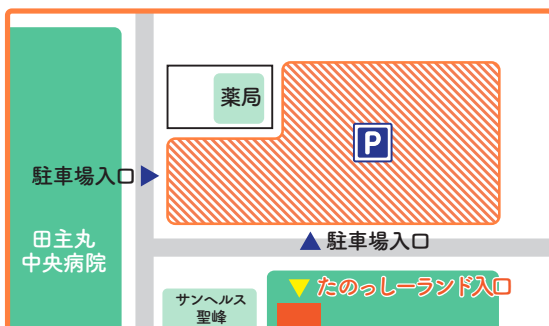 薬局
P
駐車場入口
田主丸
中央病院
駐車場入口
たのっしーランド入口
サンヘルス
聖峰